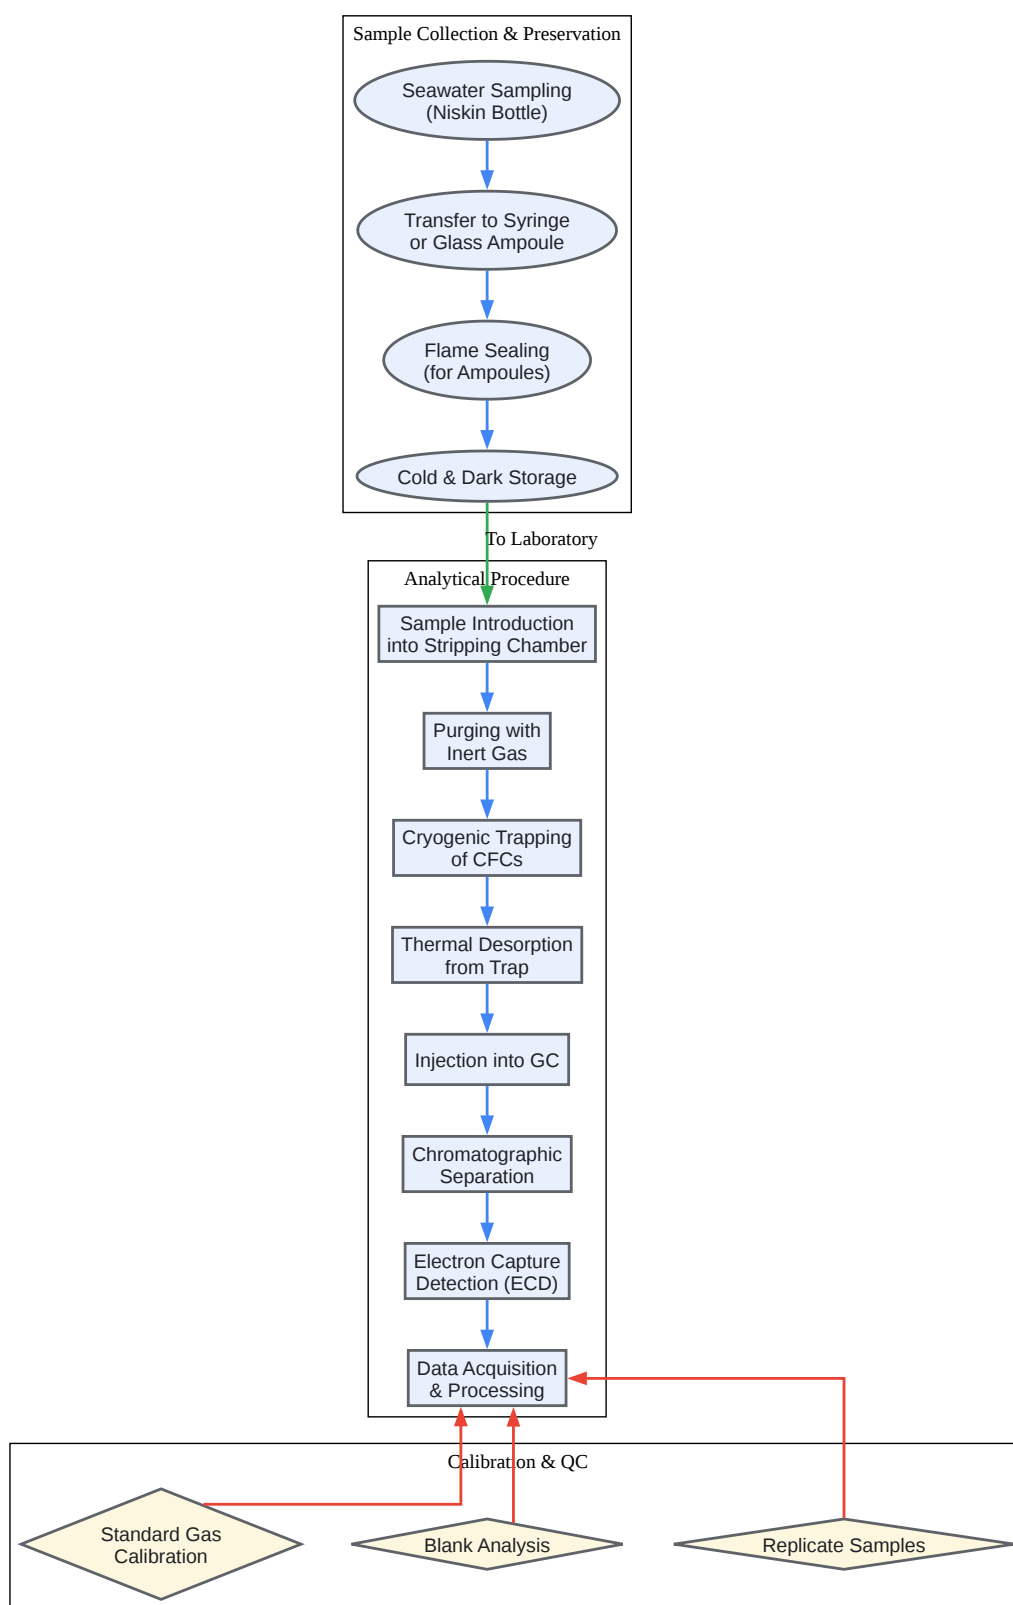 Sample Collection & Preservation
Seawater Sampling
(Niskin Bottle)
Transfer to Syringe
or Glass Ampoule
Flame Sealing
(for Ampoules)
Cold & Dark Storage
To Laboratory
Analytical Procedure
Sample Introduction
into Stripping Chamber
Purging with
Inert Gas
Cryogenic Trapping
of CFCs
Thermal Desorption
from Trap
Injection into GC
Chromatographic
Separation
Electron Capture
Detection (ECD)
Data Acquisition
& Processing
Calibration & QC
Standard Gas
Calibration
Blank Analysis
Replicate Samples